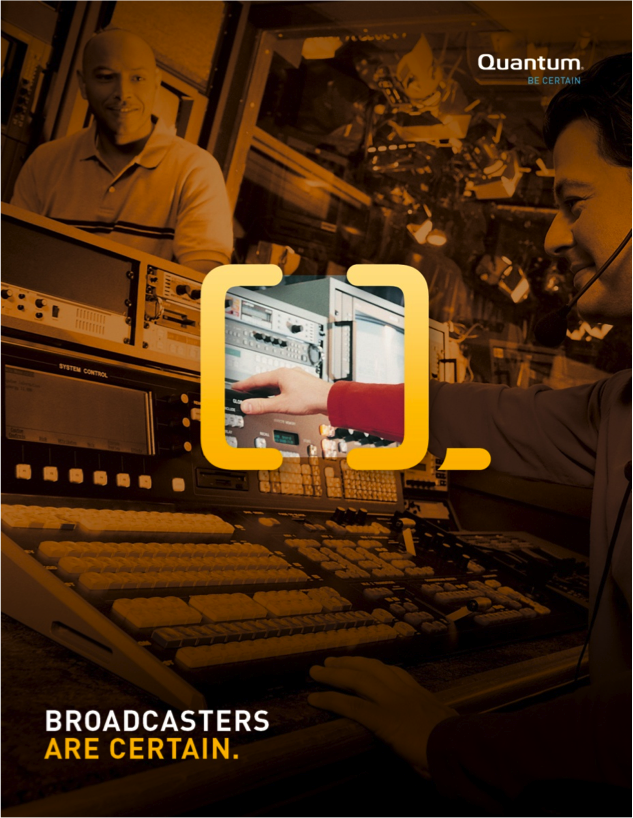 Quantum.
BE CERTAIN
SYSTEM CONTROL
BROADCASTERS
ARE CERTAIN.